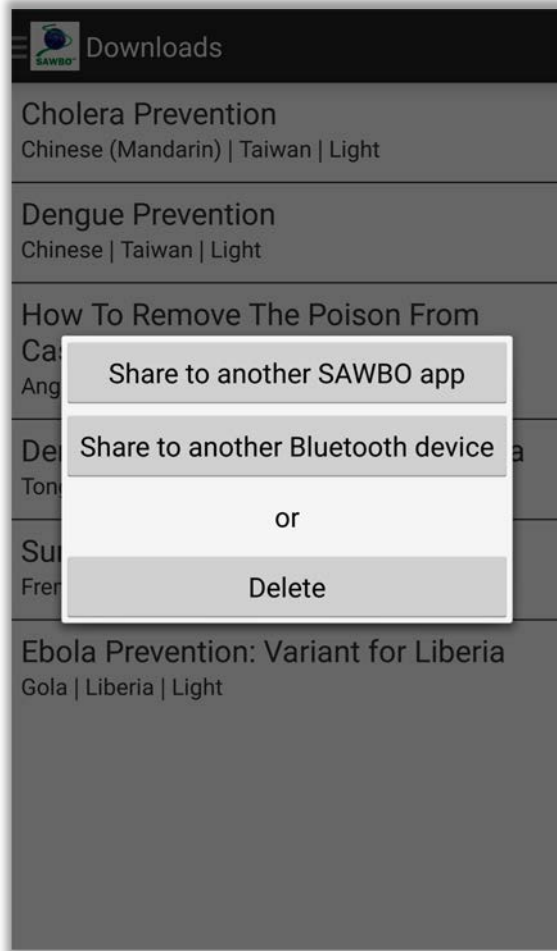 SAWBO
Downloads
Cholera Prevention
Chinese (Mandarin) | Taiwan | Light
Dengue Prevention
Chinese | Taiwan | Light
How To Remove The Poison From
Share to another SAWBO app
Share to another Bluetooth device
or
Delete
Ebola Prevention: Variant for Liberia
Gola | Liberia | Light